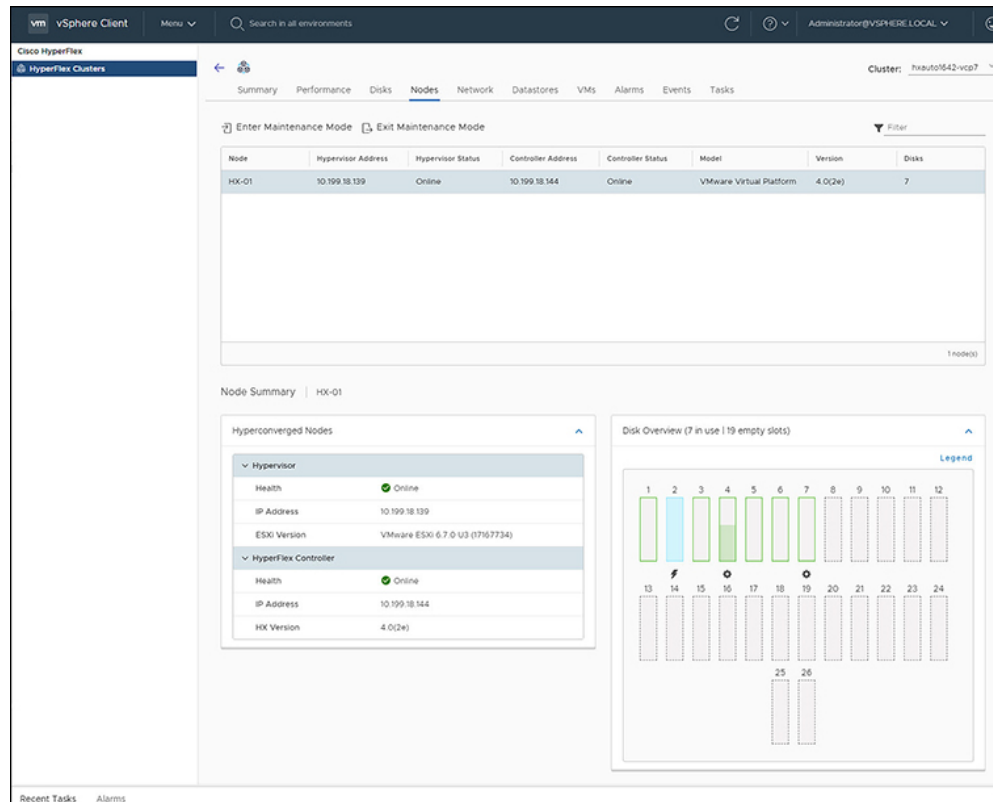 vm vSphere Client Menu Search in all environments Administrator@VSPHERE.LOCAL
Cisco HyperFlex
HyperFlex Clusters
Cluster: hxauto1642-vcp7
Summary Performance Disks Nodes Network Datastores VMs Alarms Events Tasks
Enter Maintenance Mode Exit Maintenance Mode Filter
Node Hypervisor Address Hypervisor Status Controller Address Controller Status Model Version Disks
HX-01 10.199.18.139 Online 10.199.18.144 Online VMware Virtual Platform 4.0(2e) 7
1 node(s)
Node Summary | HX-01
Hyperconverged Nodes
Hypervisor
Health Online
IP Address 10.199.18.139
ESXi Version VMware ESXi 6.7.0 U3 (17167734)
HyperFlex Controller
Health Online
IP Address 10.199.18.144
HX Version 4.0(2e)
Disk Overview (7 in use | 19 empty slots)
Legend
1 2 3 4 5 6 7 8 9 10 11 12
13 14 15 16 17 18 19 20 21 22 23 24
25 26
Recent Tasks Alarms